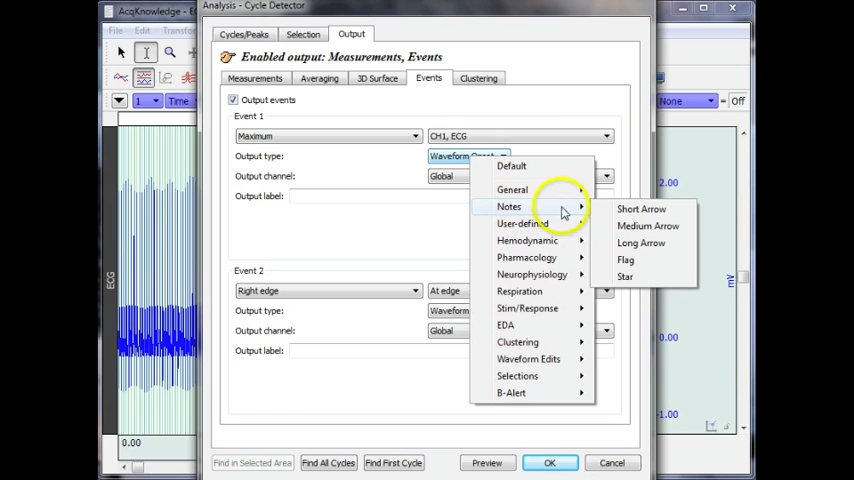 Analysis - Cycle Detector
AcqKnowledge - E
File Edit Transfo
Cycles/Peaks Selection Output
Enabled output: Measurements, Events
Measurements Averaging 3D Surface Events Clustering
1 Time
None = Off
Output events
Event 1
Maximum CH1, ECG
Output type: Waveform Onset
Output channel: Global
Output label:
Event 2
Right edge At edge
Output type: Waveform
Output channel: Global
Output label:
Default
General
Notes
User-defined
Hemodynamic
Pharmacology
Neurophysiology
Respiration
Stim/Response
EDA
Clustering
Waveform Edits
Selections
B-Alert
Short Arrow
Medium Arrow
Long Arrow
Flag
Star
ECG
2.00
mV
0.00
-1.00
0.00
Find in Selected Area Find All Cycles Find First Cycle Preview OK Cancel